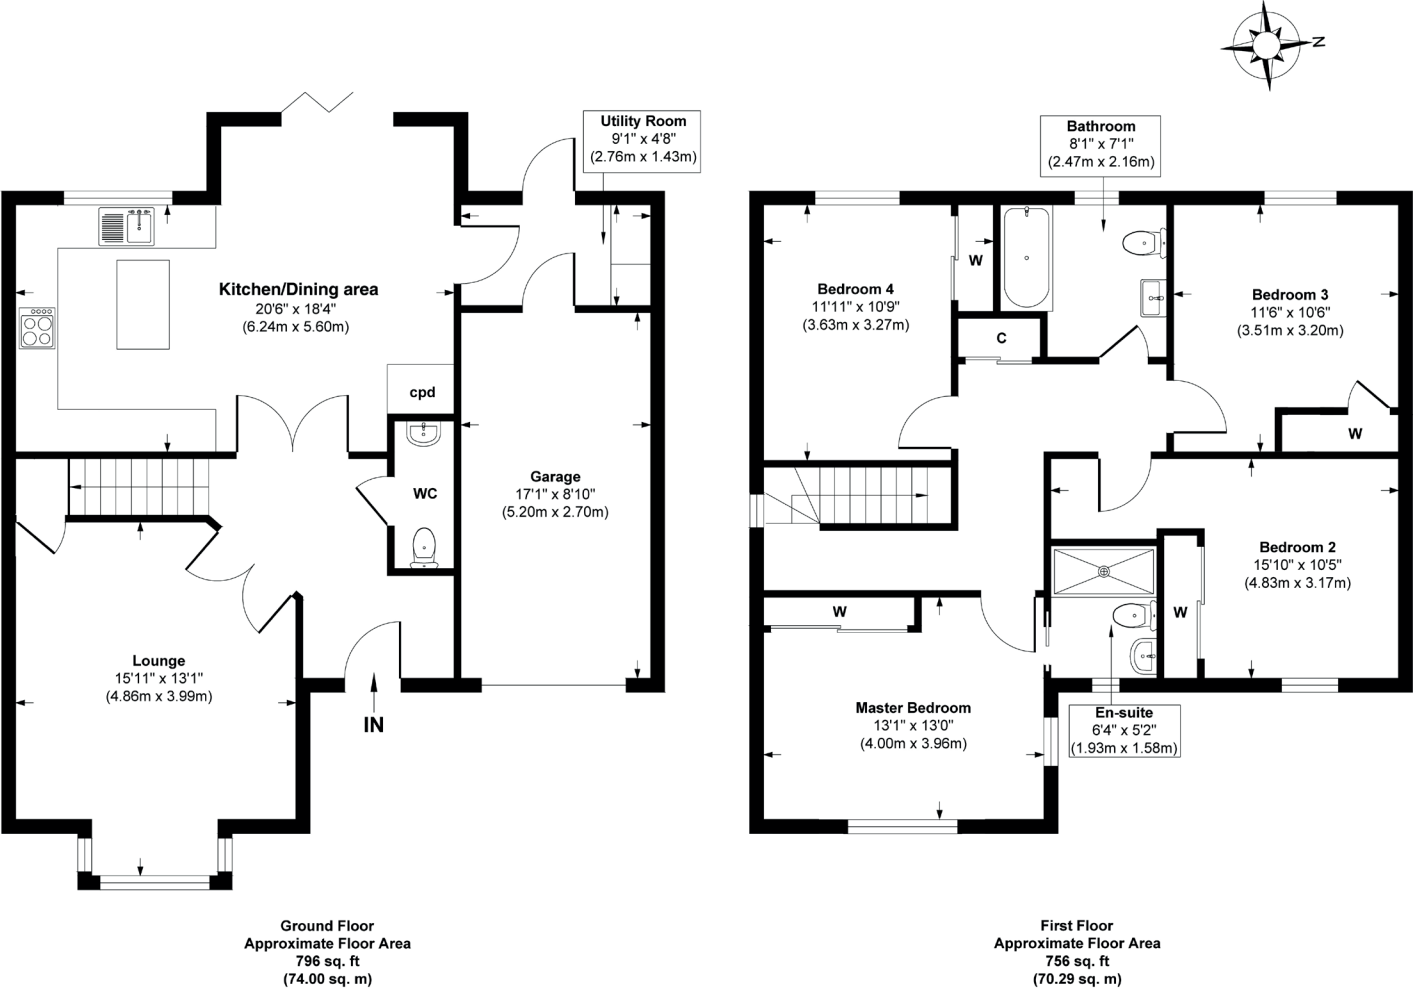 N
Utility Room
9'1" x 4'8"
(2.76m x 1.43m)
Kitchen/Dining area
20'6" x 18'4"
(6.24m x 5.60m)
cpd
WC
Garage
17'1" x 8'10"
(5.20m x 2.70m)
Lounge
15'11" x 13'1"
(4.86m x 3.99m)
IN
Ground Floor
Approximate Floor Area
796 sq. ft
(74.00 sq. m)
Bathroom
8'1" x 7'1"
(2.47m x 2.16m)
W
Bedroom 4
11'11" x 10'9"
(3.63m x 3.27m)
C
Bedroom 3
11'6" x 10'6"
(3.51m x 3.20m)
W
Bedroom 2
15'10" x 10'5"
(4.83m x 3.17m)
W
W
Master Bedroom
13'1" x 13'0"
(4.00m x 3.96m)
En-suite
6'4" x 5'2"
(1.93m x 1.58m)
First Floor
Approximate Floor Area
756 sq. ft
(70.29 sq. m)